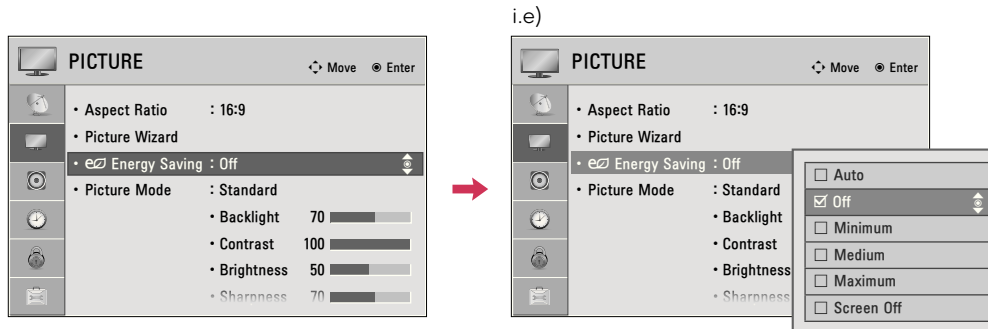 i.e)
PICTURE
Move Enter
• Aspect Ratio : 16:9
• Picture Wizard
• e Energy Saving : Off
• Picture Mode : Standard
• Backlight 70
• Contrast 100
• Brightness 50
• Sharpness 70
PICTURE
Move Enter
• Aspect Ratio : 16:9
• Picture Wizard
• e Energy Saving : Off
• Picture Mode : Standard
• Backlight
• Contrast
• Brightness
• Sharpness
Auto
Off
Minimum
Medium
Maximum
Screen Off